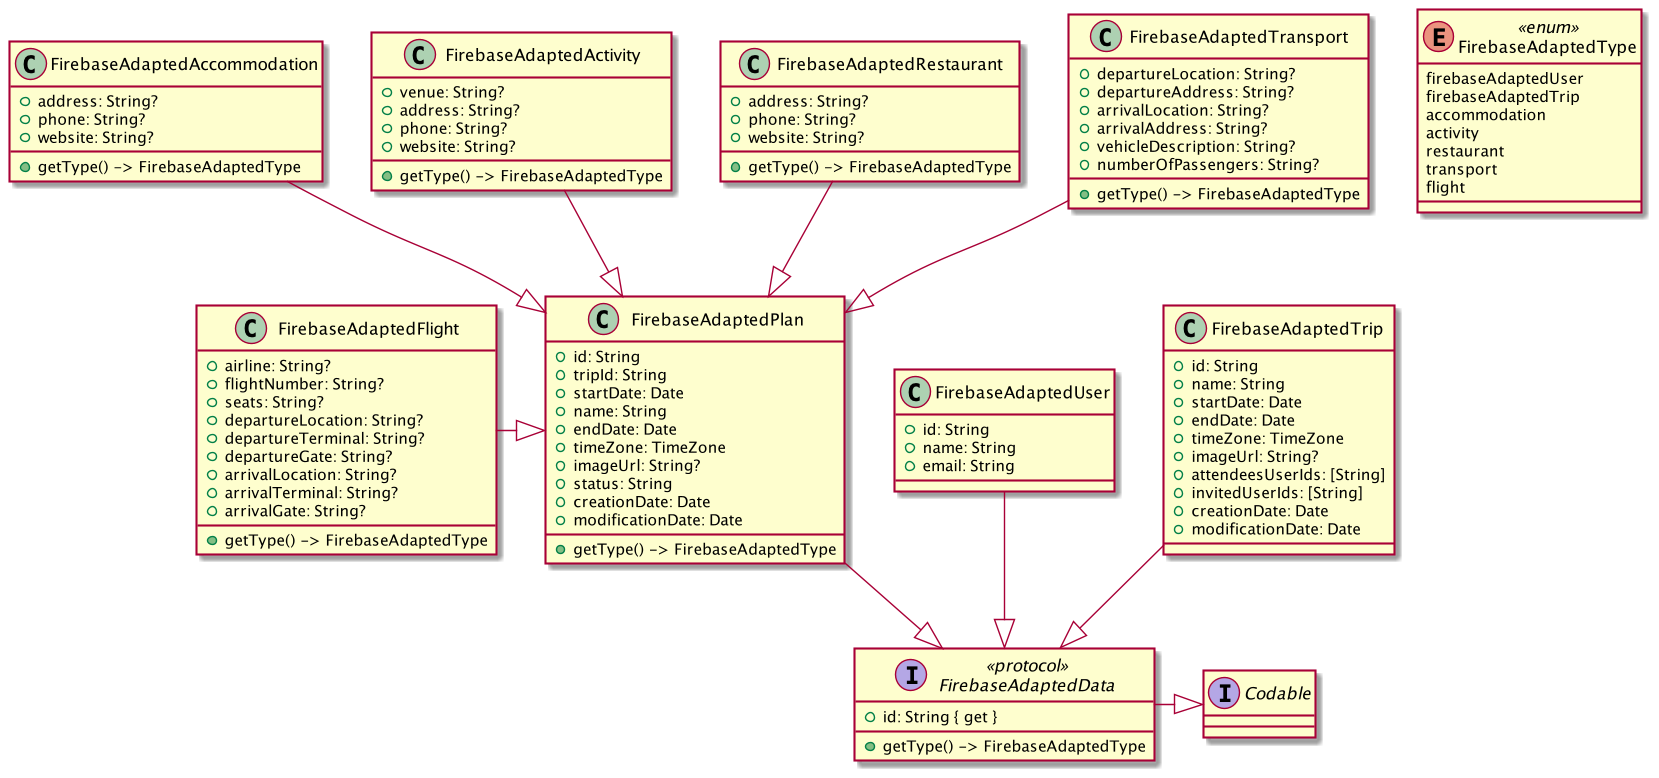 C FirebaseAdaptedAccommodation
address: String?
phone: String?
website: String?
getType() -> FirebaseAdaptedType
C FirebaseAdaptedActivity
venue: String?
address: String?
phone: String?
website: String?
getType() -> FirebaseAdaptedType
C FirebaseAdaptedRestaurant
address: String?
phone: String?
website: String?
getType() -> FirebaseAdaptedType
C FirebaseAdaptedTransport
departureLocation: String?
departureAddress: String?
arrivalLocation: String?
arrivalAddress: String?
vehicleDescription: String?
numberOfPassengers: String?
getType() -> FirebaseAdaptedType
«enum»
E FirebaseAdaptedType
firebaseAdaptedUser
firebaseAdaptedTrip
accommodation
activity
restaurant
transport
flight
C FirebaseAdaptedFlight
airline: String?
flightNumber: String?
seats: String?
departureLocation: String?
departureTerminal: String?
departureGate: String?
arrivalLocation: String?
arrivalTerminal: String?
arrivalGate: String?
getType() -> FirebaseAdaptedType
C FirebaseAdaptedPlan
id: String
tripId: String
startDate: Date
name: String
endDate: Date
timeZone: TimeZone
imageUrl: String?
status: String
creationDate: Date
modificationDate: Date
getType() -> FirebaseAdaptedType
C FirebaseAdaptedUser
id: String
name: String
email: String
C FirebaseAdaptedTrip
id: String
name: String
startDate: Date
endDate: Date
timeZone: TimeZone
imageUrl: String?
attendeesUserIds: [String]
invitedUserIds: [String]
creationDate: Date
modificationDate: Date
«protocol»
I FirebaseAdaptedData
id: String { get }
getType() -> FirebaseAdaptedType
I Codable